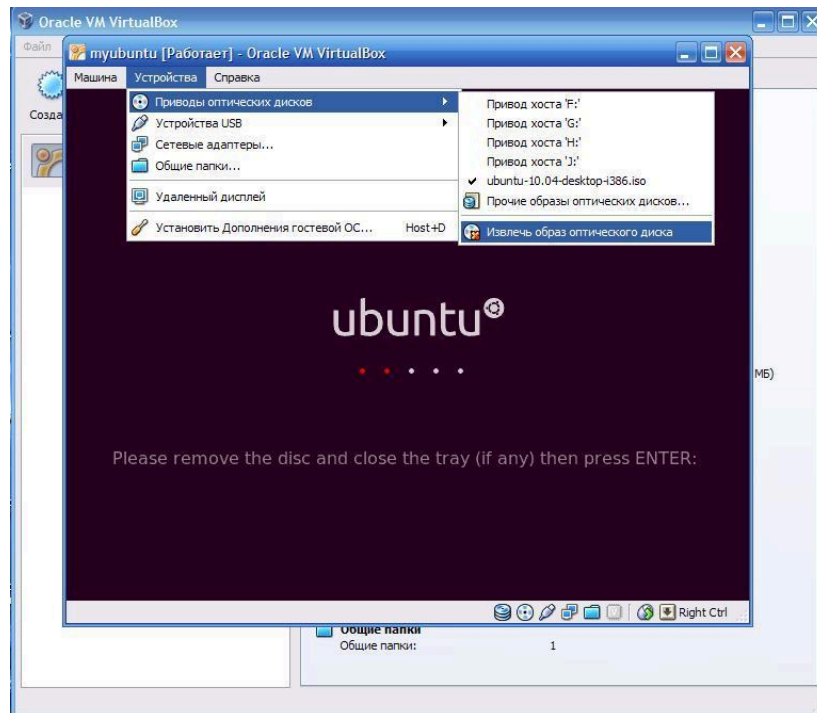 Oracle VM VirtualBox
Файл
myubuntu [Работает] - Oracle VM VirtualBox
Машина Устройства Справка
Созда
Приводы оптических дисков
Устройства USB
Сетевые адаптеры...
Общие папки...
Удаленный дисплей
Установить Дополнения гостевой ОС... Host+D
Привод хоста 'F:'
Привод хоста 'G:'
Привод хоста 'H:'
Привод хоста 'J:'
ubuntu-10.04-desktop-i386.iso
Прочие образы оптических дисков...
Извлечь образ оптического диска
ubuntu
МБ)
Please remove the disc and close the tray (if any) then press ENTER:
Right Ctrl
Общие папки
Общие папки: 1